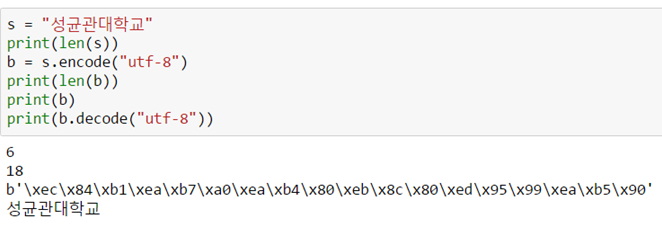 s = "성균관대학교"
print(len(s))
b = s.encode("utf-8")
print(len(b))
print(b)
print(b.decode("utf-8"))
6
18
b'\xec\x84\xb1\xea\xb7\xa0\xea\xb4\x80\xeb\x8c\x80\xed\x95\x99\xea\xb5\x90'
성균관대학교